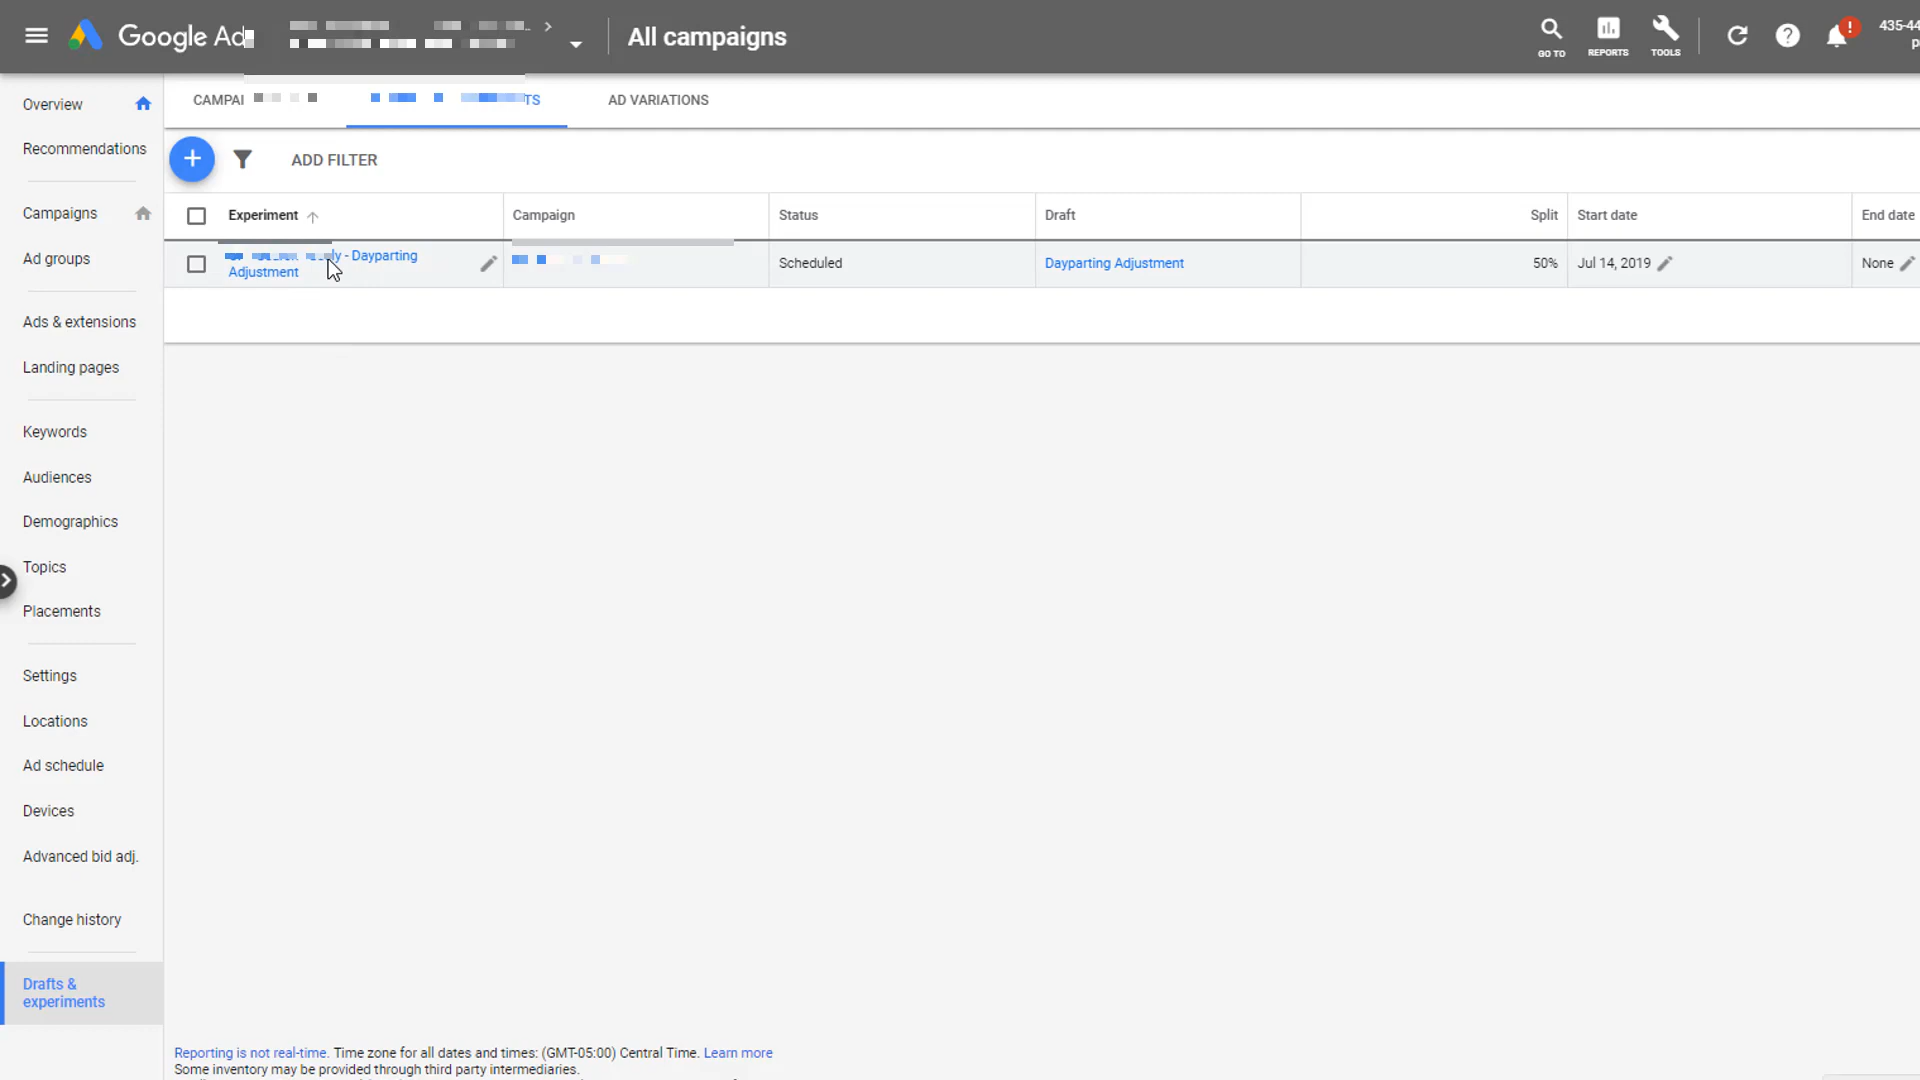 Google Ad
All campaigns
GO TO
REPORTS
TOOLS
!
435-44
CAMPAI
TS
AD VARIATIONS
Overview
Recommendations
Campaigns
Ad groups
Ads & extensions
Landing pages
Keywords
Audiences
Demographics
Topics
Placements
Settings
Locations
Ad schedule
Devices
Advanced bid adj.
Change history
Drafts &
experiments
ADD FILTER
Experiment
Campaign
Status
Draft
Split
Start date
End date
- Dayparting
Adjustment
Scheduled
Dayparting Adjustment
50%
Jul 14, 2019
None
Reporting is not real-time. Time zone for all dates and times: (GMT-05:00) Central Time. Learn more
Some inventory may be provided through third party intermediaries.